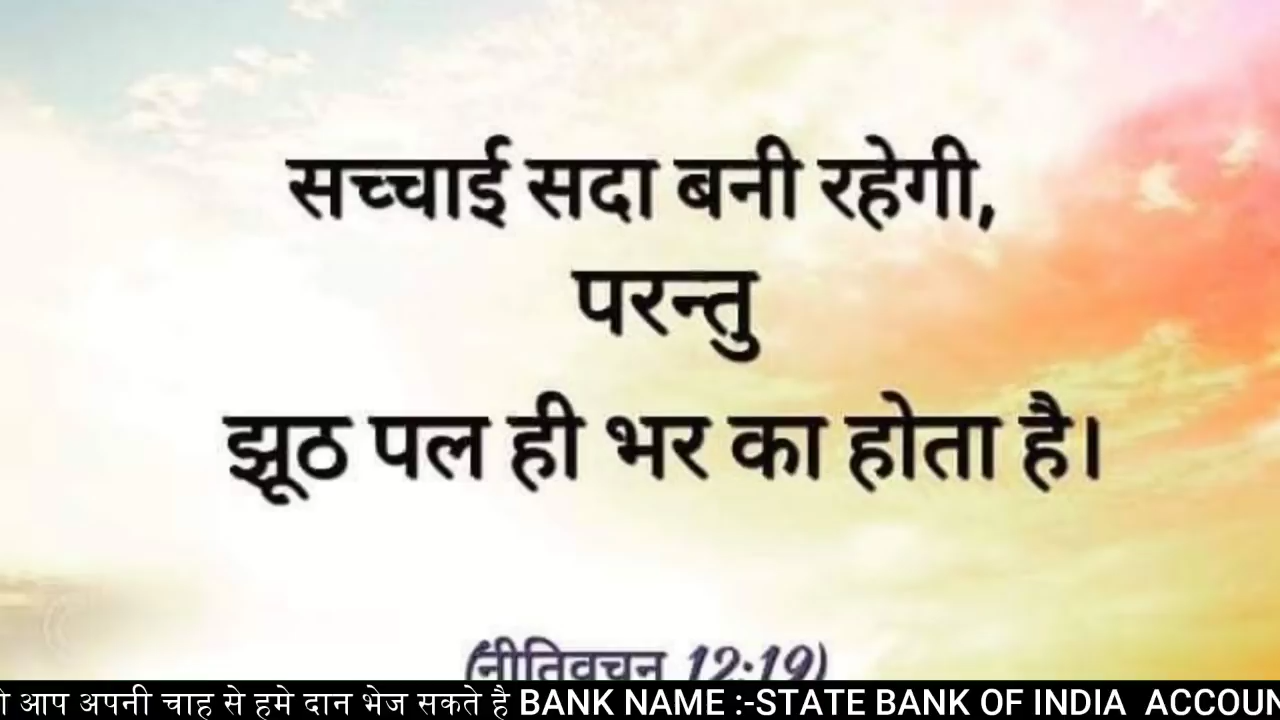 सच्चाई सदा बनी रहेगी,
परन्तु
झूठ पल ही भर का होता है।
(नीतिवचन 12:19)
आप अपनी चाह से हमे दान भेज सकते है BANK NAME :-STATE BANK OF INDIA